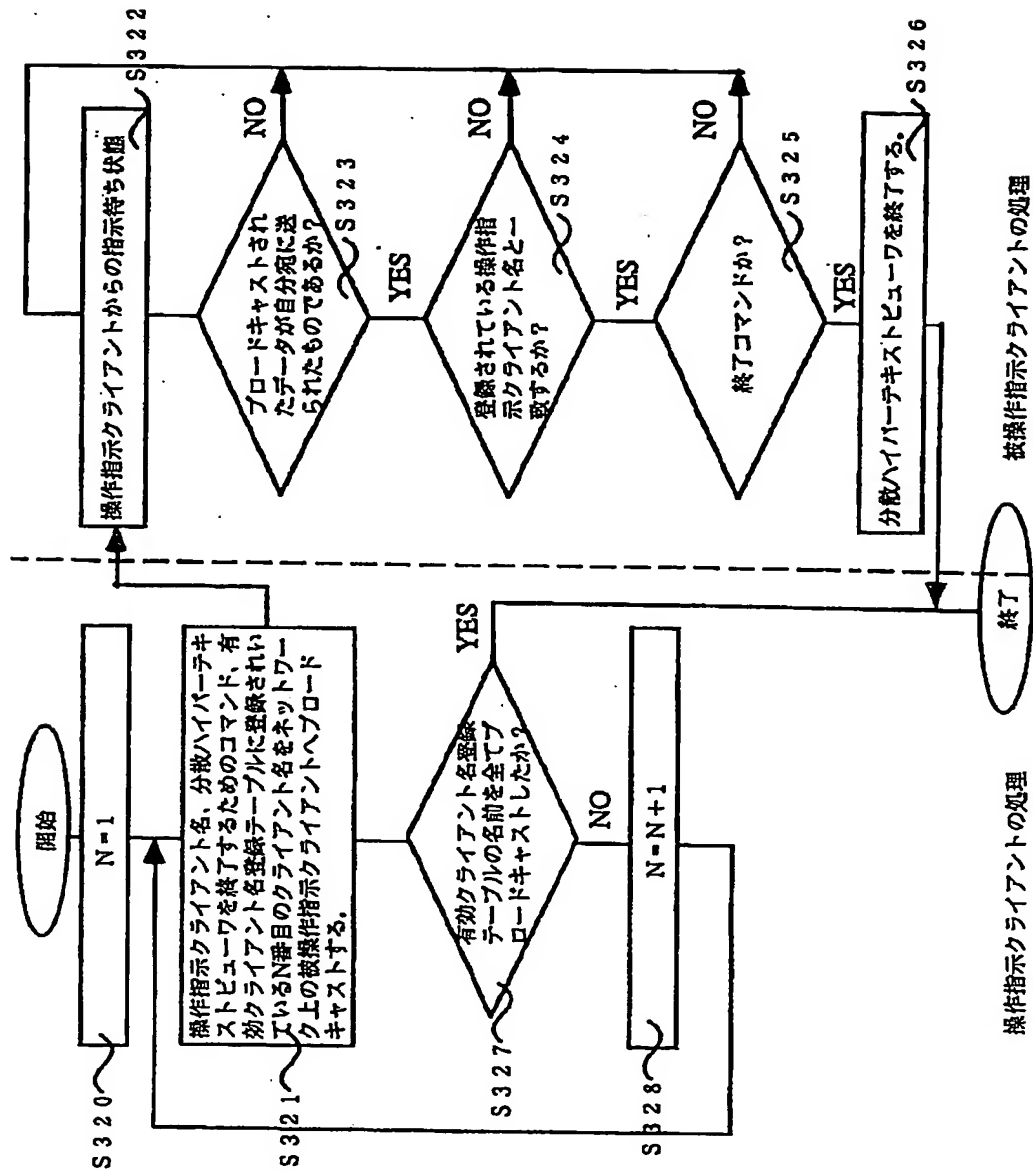 開始
S320
N=1
S321
操作指示クライアント名、分散ハイパーテキ
ストビューワを終了するためのコマンド、有
効クライアント名登録テーブルに登録されい
ているN番目のクライアント名をネットワー
ク上の被操作指示クライアントへブロード
キャストする。
S327
有効クライアント名登録
テーブルの名前を全てブ
ロードキャストしたか?
YES
NO
S328
N=N+1
操作指示クライアントの処理
操作指示クライアントからの指示待ち状態
S322
ブロードキャストされ
たデータが自分宛に送
られたものであるか?
NO
S323
YES
登録されている操作指
示クライアント名と一
致するか?
NO
S324
YES
終了コマンドか?
NO
S325
YES
分散ハイパーテキストビューワを終了する。
S326
終了
被操作指示クライアントの処理